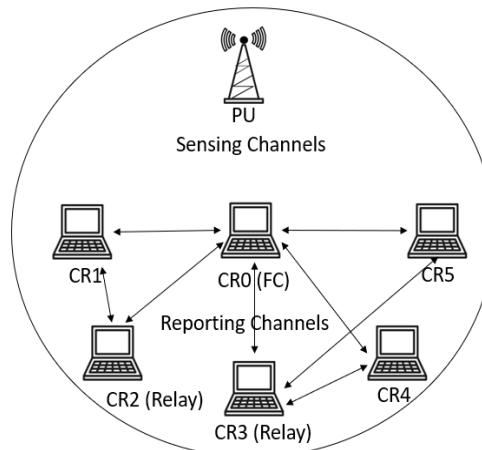 PU
Sensing Channels
CR1
CR0 (FC)
CR5
Reporting Channels
CR2 (Relay)
CR4
CR3 (Relay)